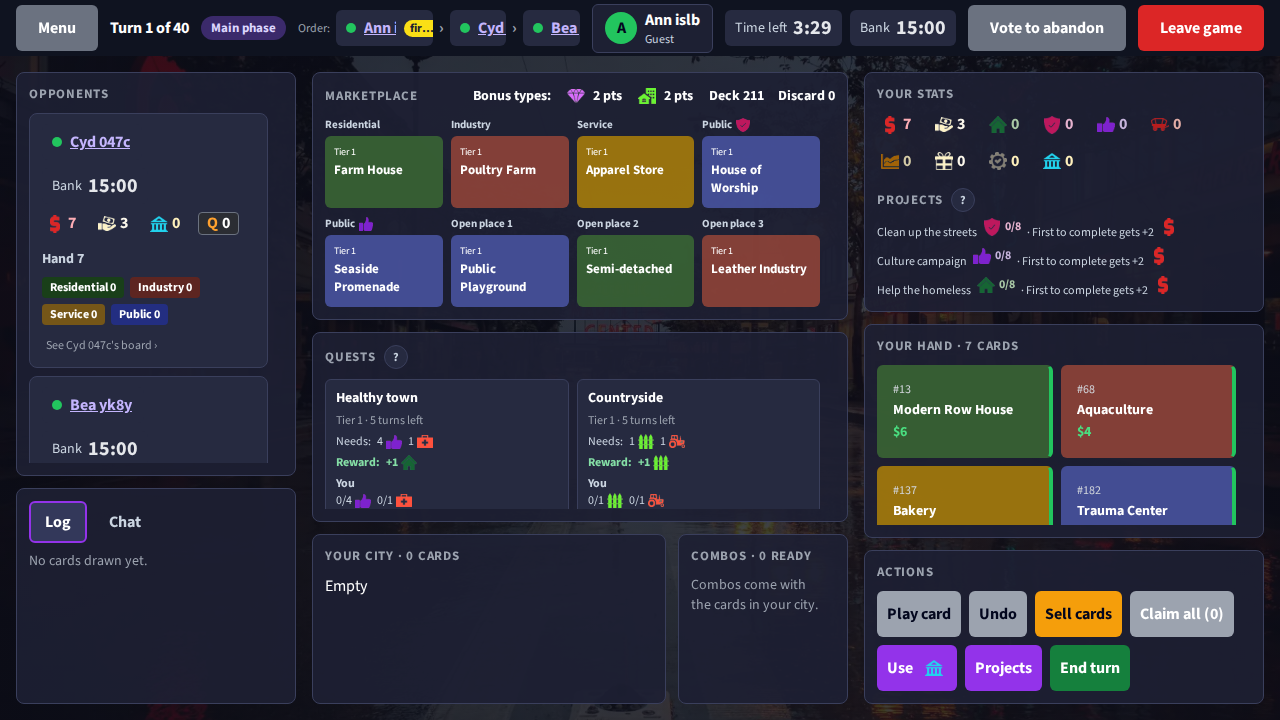 Menu
Turn 1 of 40
Main phase
Order:
Ann i
fir...
›
Cyd
›
Bea
A
Ann islb
Guest
Time left 3:29
Bank 15:00
Vote to abandon
Leave game
OPPONENTS
Cyd 047c
Bank 15:00
7 3 0 Q 0
Hand 7
Residential 0 Industry 0
Service 0 Public 0
See Cyd 047c's board ›
Bea yk8y
Bank 15:00
Log Chat
No cards drawn yet.
MARKETPLACE
Bonus types: 2 pts 2 pts Deck 211 Discard 0
Residential Industry Service Public
Tier 1
Farm House
Tier 1
Poultry Farm
Tier 1
Apparel Store
Tier 1
House of
Worship
Public Open place 1 Open place 2 Open place 3
Tier 1
Seaside
Promenade
Tier 1
Public
Playground
Tier 1
Semi-detached
Tier 1
Leather Industry
QUESTS ?
Healthy town
Tier 1 · 5 turns left
Needs: 4 1
Reward: +1
You
0/4 0/1
Countryside
Tier 1 · 5 turns left
Needs: 1 1
Reward: +1
You
0/1 0/1
YOUR CITY · 0 CARDS
Empty
COMBOS · 0 READY
Combos come with
the cards in your city.
YOUR STATS
$ 7 3 0 0 0 0
0 0 0 0
PROJECTS ?
Clean up the streets 0/8 · First to complete gets +2 $
Culture campaign 0/8 · First to complete gets +2 $
Help the homeless 0/8 · First to complete gets +2 $
YOUR HAND · 7 CARDS
#13
Modern Row House
$6
#68
Aquaculture
$4
#137
Bakery
#182
Trauma Center
ACTIONS
Play card
Undo
Sell cards
Claim all (0)
Use
Projects
End turn